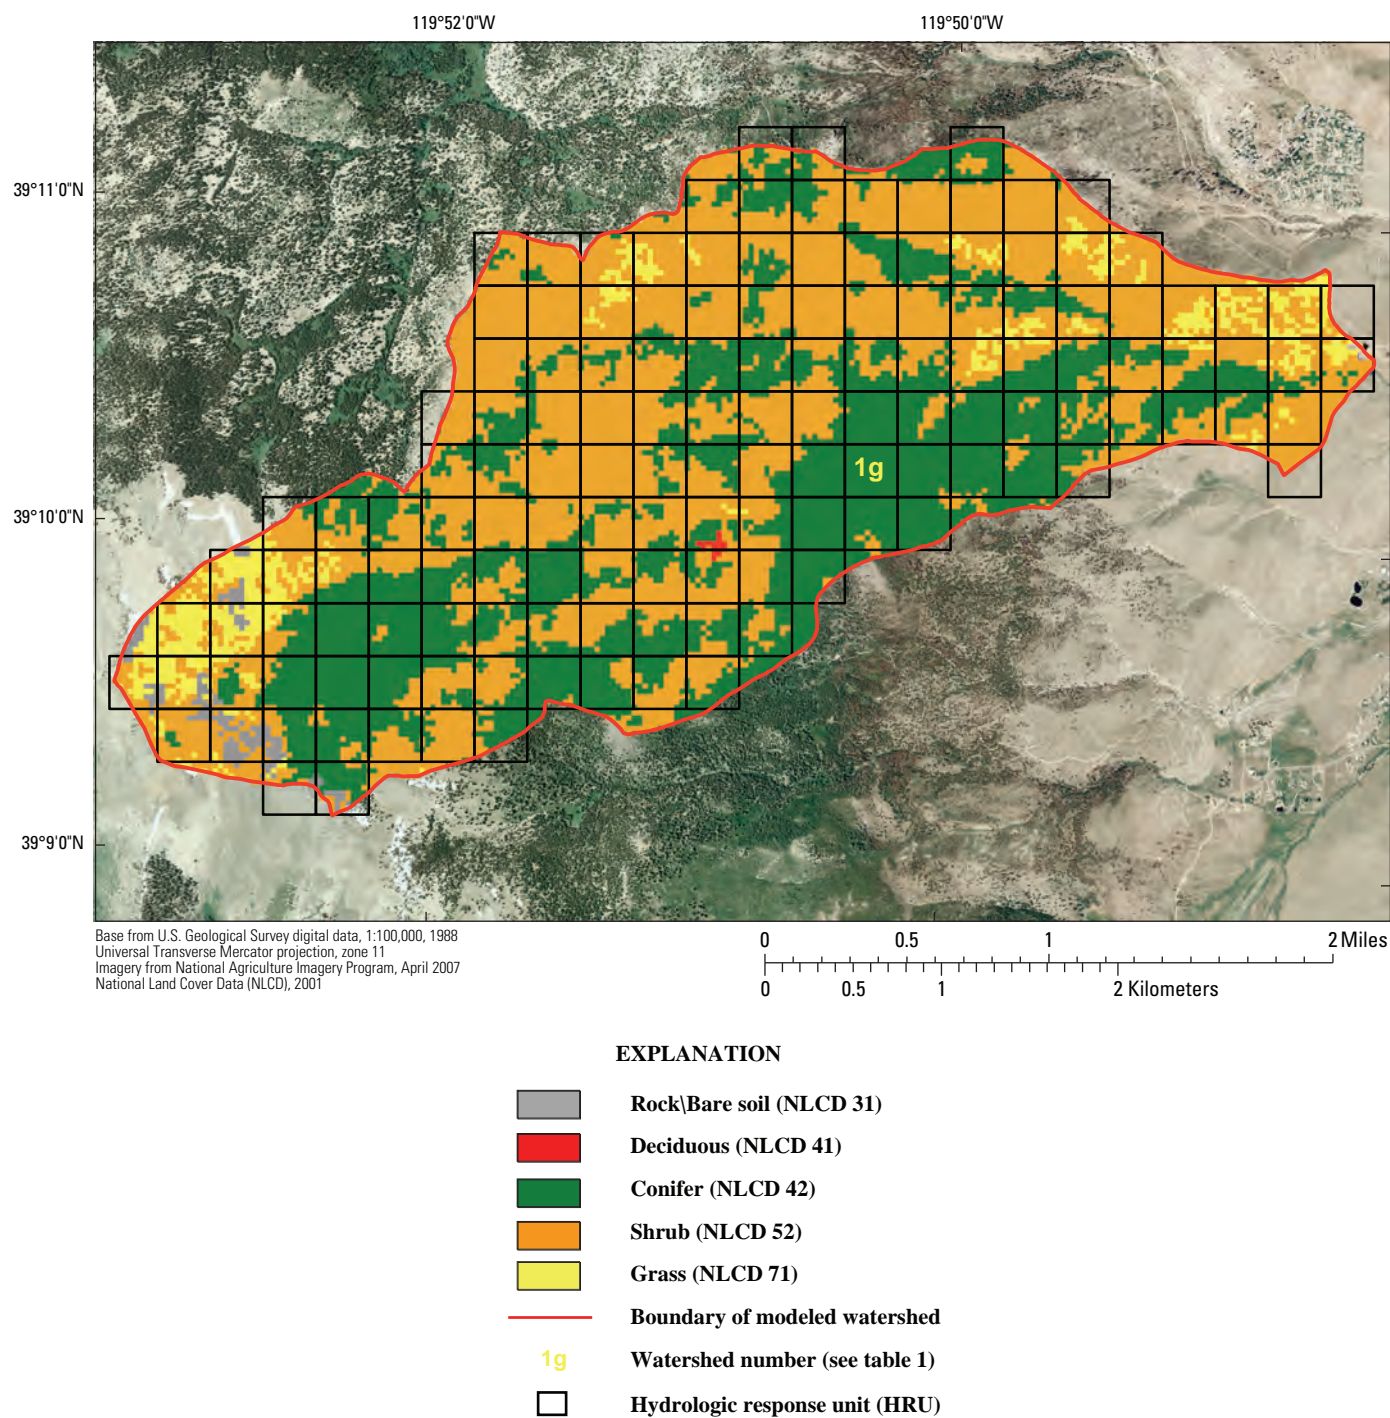 119°52'0"W
119°50'0"W
39°11'0"N
39°10'0"N
39°9'0"N
1g
Base from U.S. Geological Survey digital data, 1:100,000, 1988
Universal Transverse Mercator projection, zone 11
Imagery from National Agriculture Imagery Program, April 2007
National Land Cover Data (NLCD), 2001
0 0.5 1 2 Miles
0 0.5 1 2 Kilometers
EXPLANATION
Rock\Bare soil (NLCD 31)
Deciduous (NLCD 41)
Conifer (NLCD 42)
Shrub (NLCD 52)
Grass (NLCD 71)
Boundary of modeled watershed
1g Watershed number (see table 1)
Hydrologic response unit (HRU)